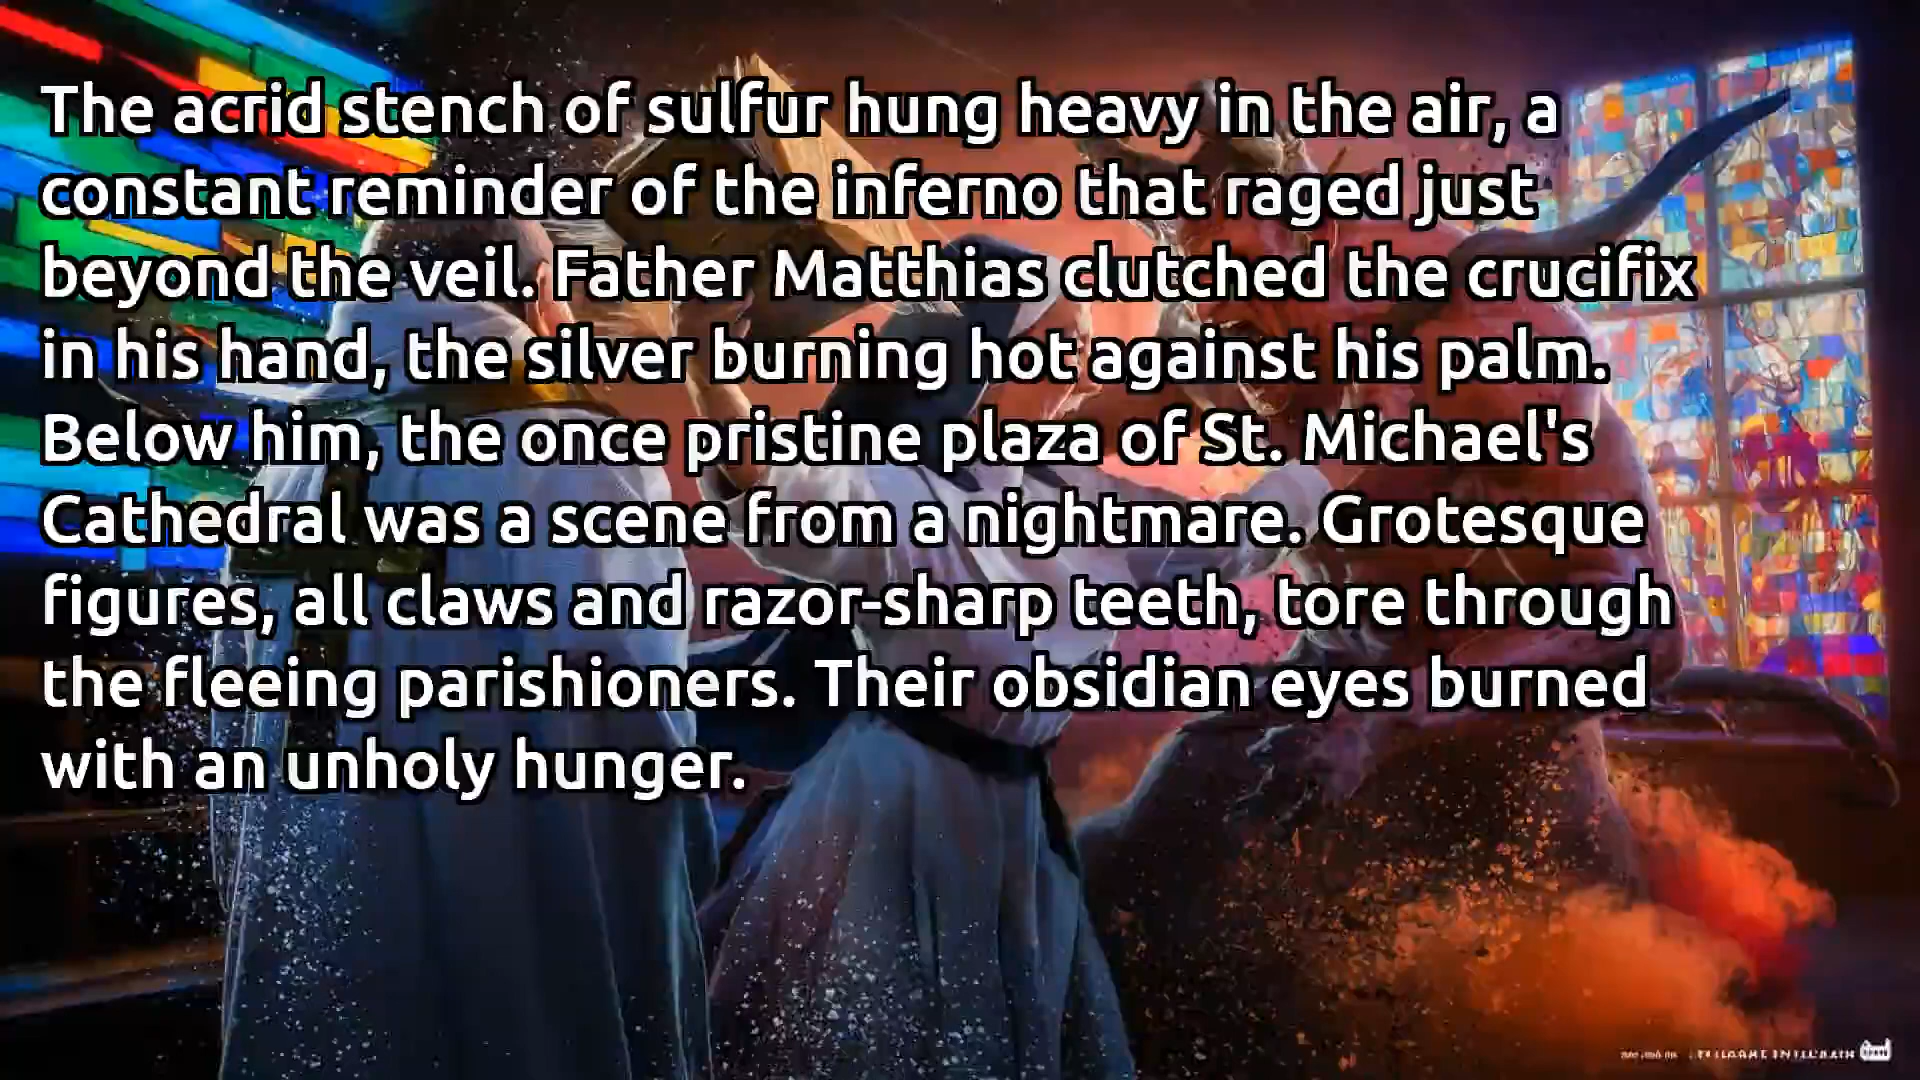 The acrid stench of sulfur hung heavy in the air, a
constant reminder of the inferno that raged just
beyond the veil. Father Matthias clutched the crucifix
in his hand, the silver burning hot against his palm.
Below him, the once pristine plaza of St. Michael's
Cathedral was a scene from a nightmare. Grotesque
figures, all claws and razor-sharp teeth, tore through
the fleeing parishioners. Their obsidian eyes burned
with an unholy hunger.